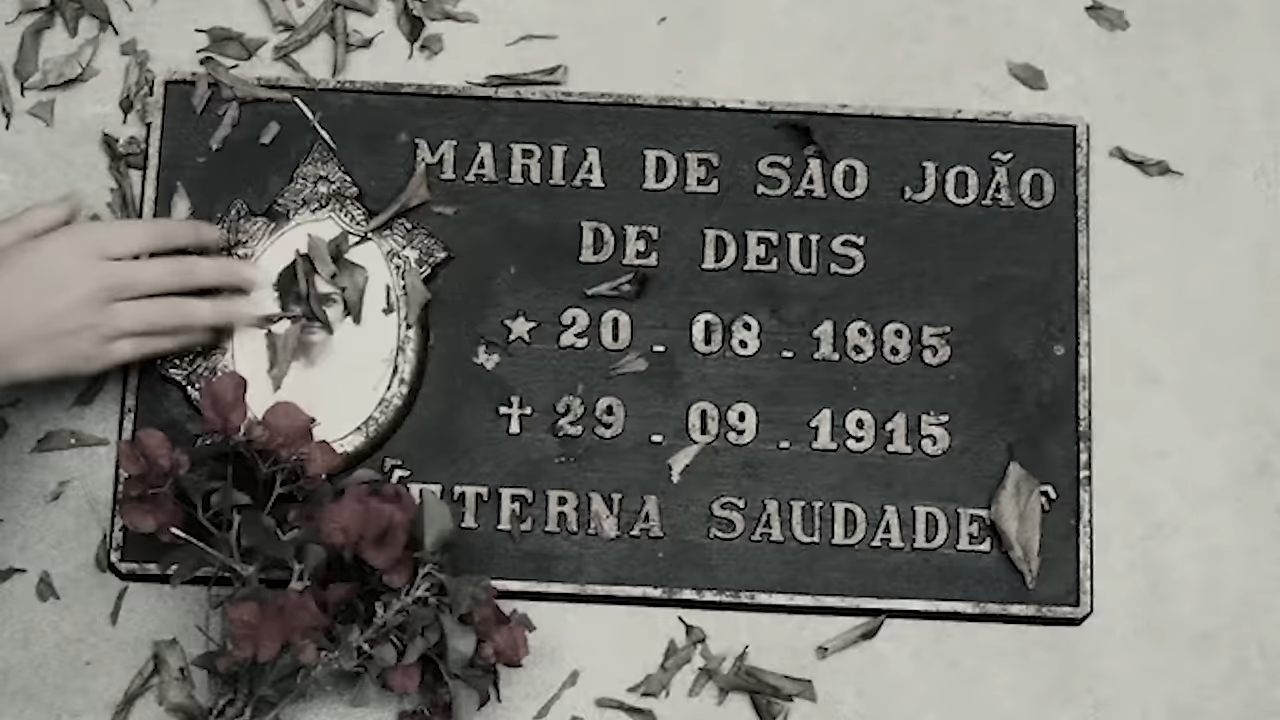 MARIA DE SÃO JOÃO
DE DEUS
★ 20.08.1885
✝ 29.09.1915
"ETERNA SAUDADE"